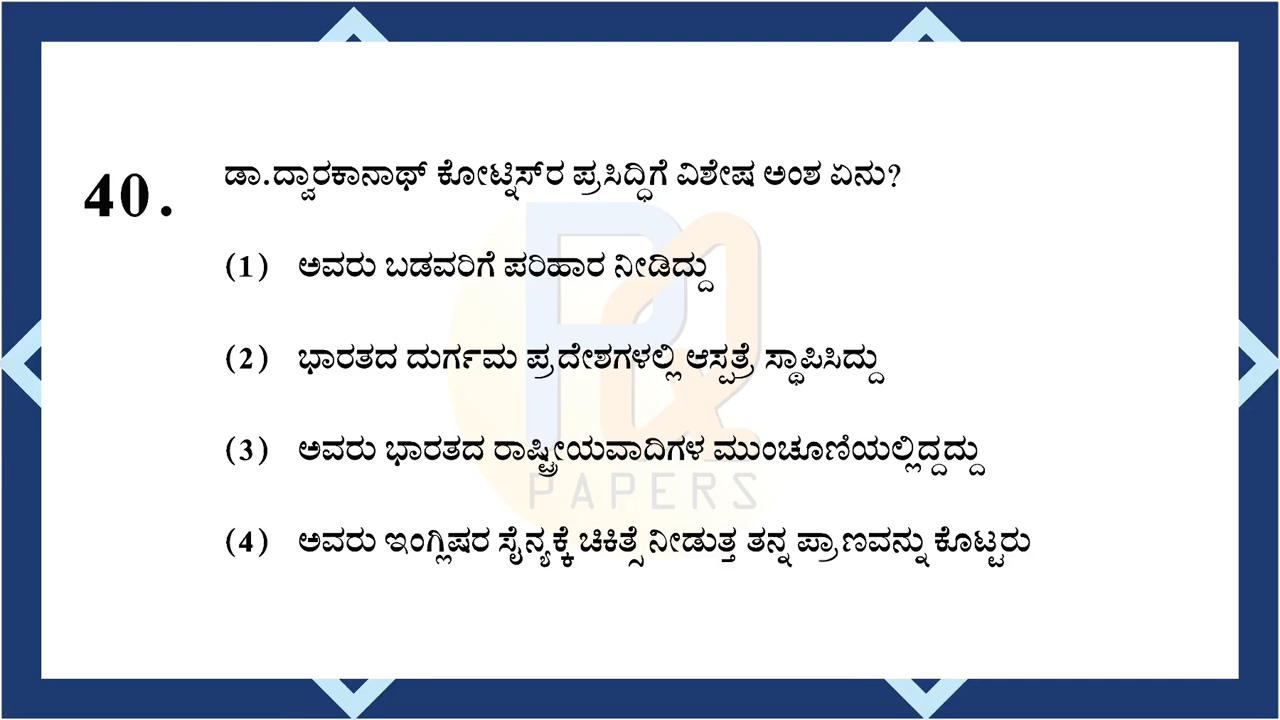 40. ಡಾ.ದ್ವಾರಕಾನಾಥ್ ಕೋಟ್ನಿಸ್‌ರ ಪ್ರಸಿದ್ಧಿಗೆ ವಿಶೇಷ ಅಂಶ ಏನು?
(1) ಅವರು ಬಡವರಿಗೆ ಪರಿಹಾರ ನೀಡಿದ್ದು
(2) ಭಾರತದ ದುರ್ಗಮ ಪ್ರದೇಶಗಳಲ್ಲಿ ಆಸ್ಪತ್ರೆ ಸ್ಥಾಪಿಸಿದ್ದು
(3) ಅವರು ಭಾರತದ ರಾಷ್ಟ್ರೀಯವಾದಿಗಳ ಮುಂಚೂಣಿಯಲ್ಲಿದ್ದದ್ದು
PAPERS
(4) ಅವರು ಇಂಗ್ಲಿಷರ ಸೈನ್ಯಕ್ಕೆ ಚಿಕಿತ್ಸೆ ನೀಡುತ್ತ ತನ್ನ ಪ್ರಾಣವನ್ನು ಕೊಟ್ಟರು